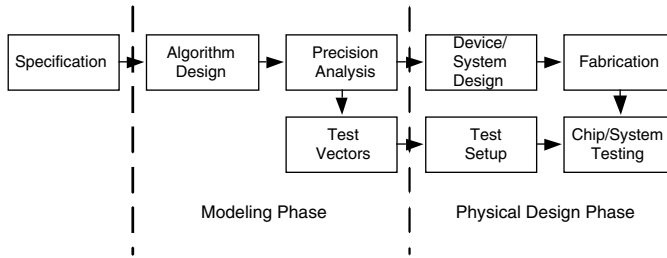 Specification
Algorithm
Design
Precision
Analysis
Device/
System
Design
Fabrication
Test
Vectors
Test
Setup
Chip/System
Testing
Modeling Phase
Physical Design Phase